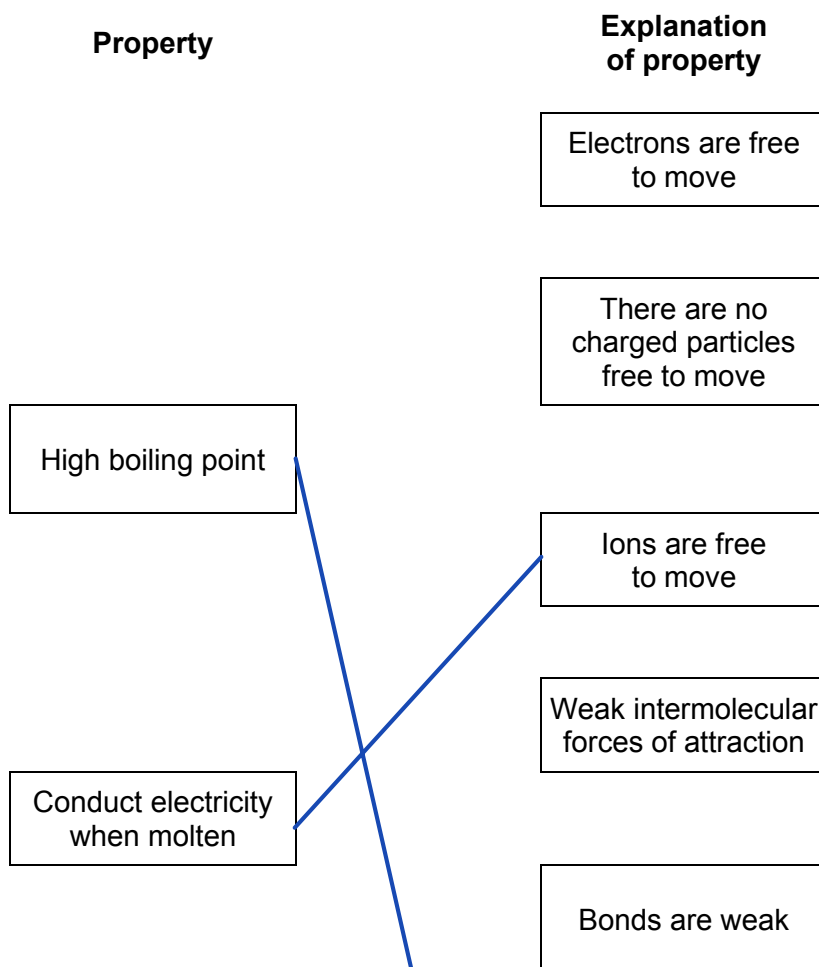 Property
Explanation
of property
Electrons are free
to move
There are no
charged particles
free to move
High boiling point
Ions are free
to move
Weak intermolecular
forces of attraction
Conduct electricity
when molten
Bonds are weak